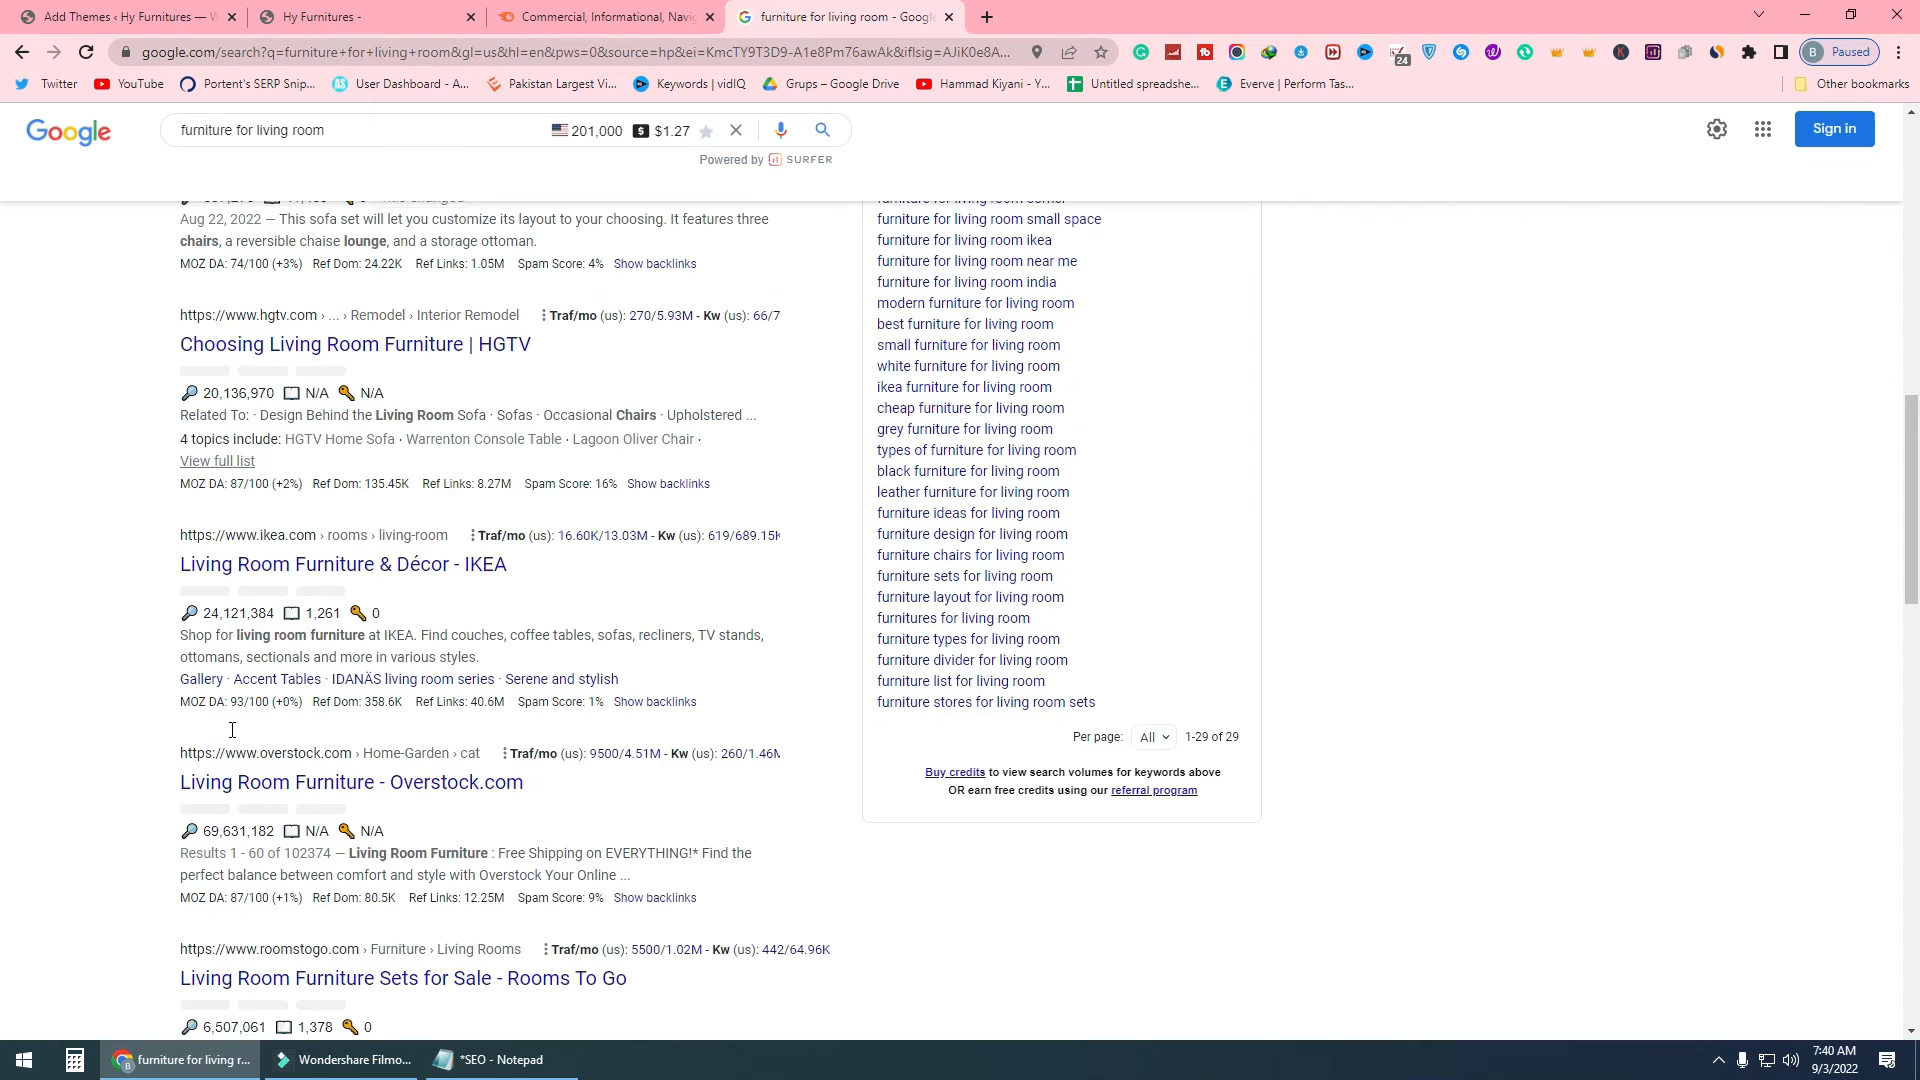 Add Themes ‹ Hy Furnitures — W
Hy Furnitures -
Commercial, Informational, Navig
furniture for living room - Google
google.com/search?q=furniture+for+living+room&gl=us&hl=en&pws=0&source=hp&ei=KmcTY9T3D9-A1e8Pm76awAk&iflsig=AJiK0e8A...
24
B Paused
Twitter
YouTube
Portent's SERP Snip...
User Dashboard - A...
Pakistan Largest Vi...
Keywords | vidIQ
Grups – Google Drive
Hammad Kiyani - Y...
Untitled spreadshe...
Everve | Perform Tas...
Other bookmarks
Google
furniture for living room
201,000 $1.27
Powered by SURFER
Sign in
Aug 22, 2022 — This sofa set will let you customize its layout to your choosing. It features three
chairs, a reversible chaise lounge, and a storage ottoman.
MOZ DA: 74/100 (+3%) Ref Dom: 24.22K Ref Links: 1.05M Spam Score: 4% Show backlinks
https://www.hgtv.com › ... › Remodel › Interior Remodel Traf/mo (us): 270/5.93M - Kw (us): 66/7
Choosing Living Room Furniture | HGTV
20,136,970 N/A N/A
Related To: · Design Behind the Living Room Sofa · Sofas · Occasional Chairs · Upholstered ...
4 topics include: HGTV Home Sofa · Warrenton Console Table · Lagoon Oliver Chair ·
View full list
MOZ DA: 87/100 (+2%) Ref Dom: 135.45K Ref Links: 8.27M Spam Score: 16% Show backlinks
https://www.ikea.com › rooms › living-room Traf/mo (us): 16.60K/13.03M - Kw (us): 619/689.15K
Living Room Furniture & Décor - IKEA
24,121,384 1,261 0
Shop for living room furniture at IKEA. Find couches, coffee tables, sofas, recliners, TV stands,
ottomans, sectionals and more in various styles.
Gallery · Accent Tables · IDANÄS living room series · Serene and stylish
MOZ DA: 93/100 (+0%) Ref Dom: 358.6K Ref Links: 40.6M Spam Score: 1% Show backlinks
https://www.overstock.com › Home-Garden › cat Traf/mo (us): 9500/4.51M - Kw (us): 260/1.46M
Living Room Furniture - Overstock.com
69,631,182 N/A N/A
Results 1 - 60 of 102374 — Living Room Furniture : Free Shipping on EVERYTHING!* Find the
perfect balance between comfort and style with Overstock Your Online ...
MOZ DA: 87/100 (+1%) Ref Dom: 80.5K Ref Links: 12.25M Spam Score: 9% Show backlinks
https://www.roomstogo.com › Furniture › Living Rooms Traf/mo (us): 5500/1.02M - Kw (us): 442/64.96K
Living Room Furniture Sets for Sale - Rooms To Go
6,507,061 1,378 0
furniture for living room corner
furniture for living room small space
furniture for living room ikea
furniture for living room near me
furniture for living room india
modern furniture for living room
best furniture for living room
small furniture for living room
white furniture for living room
ikea furniture for living room
cheap furniture for living room
grey furniture for living room
types of furniture for living room
black furniture for living room
leather furniture for living room
furniture ideas for living room
furniture design for living room
furniture chairs for living room
furniture sets for living room
furniture layout for living room
furnitures for living room
furniture types for living room
furniture divider for living room
furniture list for living room
furniture stores for living room sets
Per page: All 1-29 of 29
Buy credits to view search volumes for keywords above
OR earn free credits using our referral program
furniture for living r...
Wondershare Filmo...
*SEO - Notepad
7:40 AM
9/3/2022